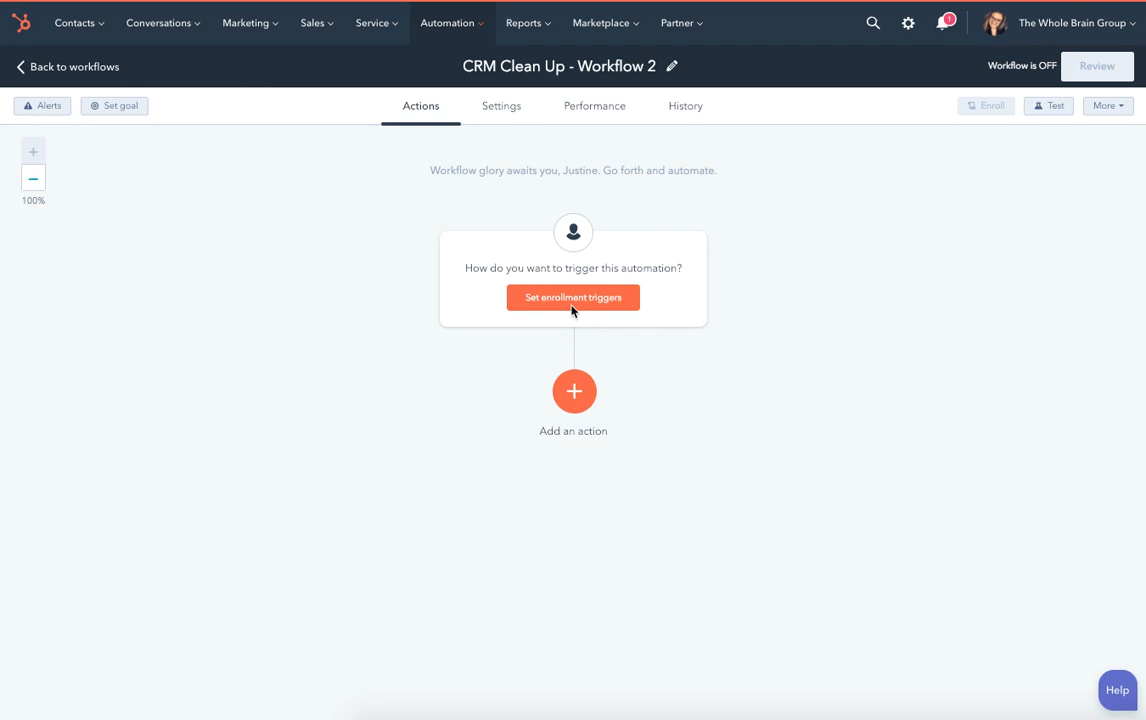 Contacts Conversations Marketing Sales Service Automation Reports Marketplace Partner 1 The Whole Brain Group
Back to workflows CRM Clean Up - Workflow 2 Workflow is OFF Review
Alerts Set goal Actions Settings Performance History Enroll Test More
+
Workflow glory awaits you, Justine. Go forth and automate.
−
100%
How do you want to trigger this automation?
Set enrollment triggers
+
Add an action
Help